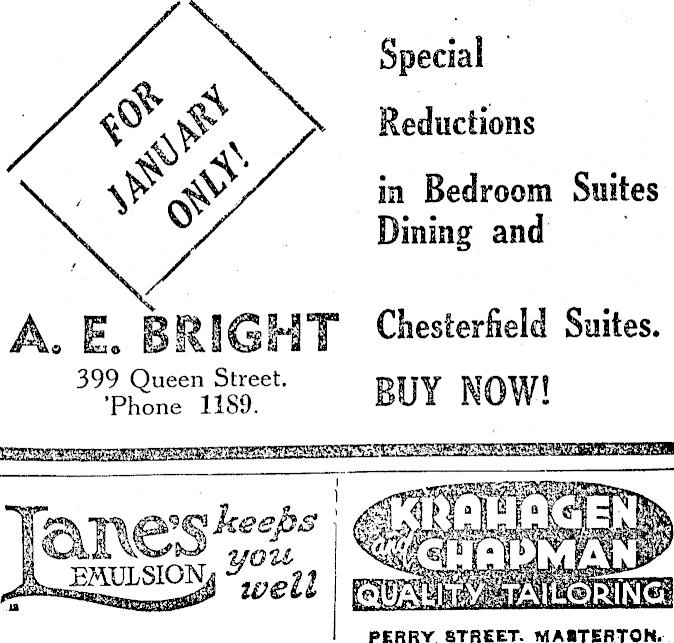 FOR
JANUARY
ONLY!
A. E. BRIGHT
399 Queen Street.
'Phone 1189.
Special
Reductions
in Bedroom Suites
Dining and
Chesterfield Suites.
BUY NOW!
Lane's
EMULSION
keeps
you
well
12
KRAHAGEN
and CHAPMAN
QUALITY TAILORING
PERRY STREET. MASTERTON.